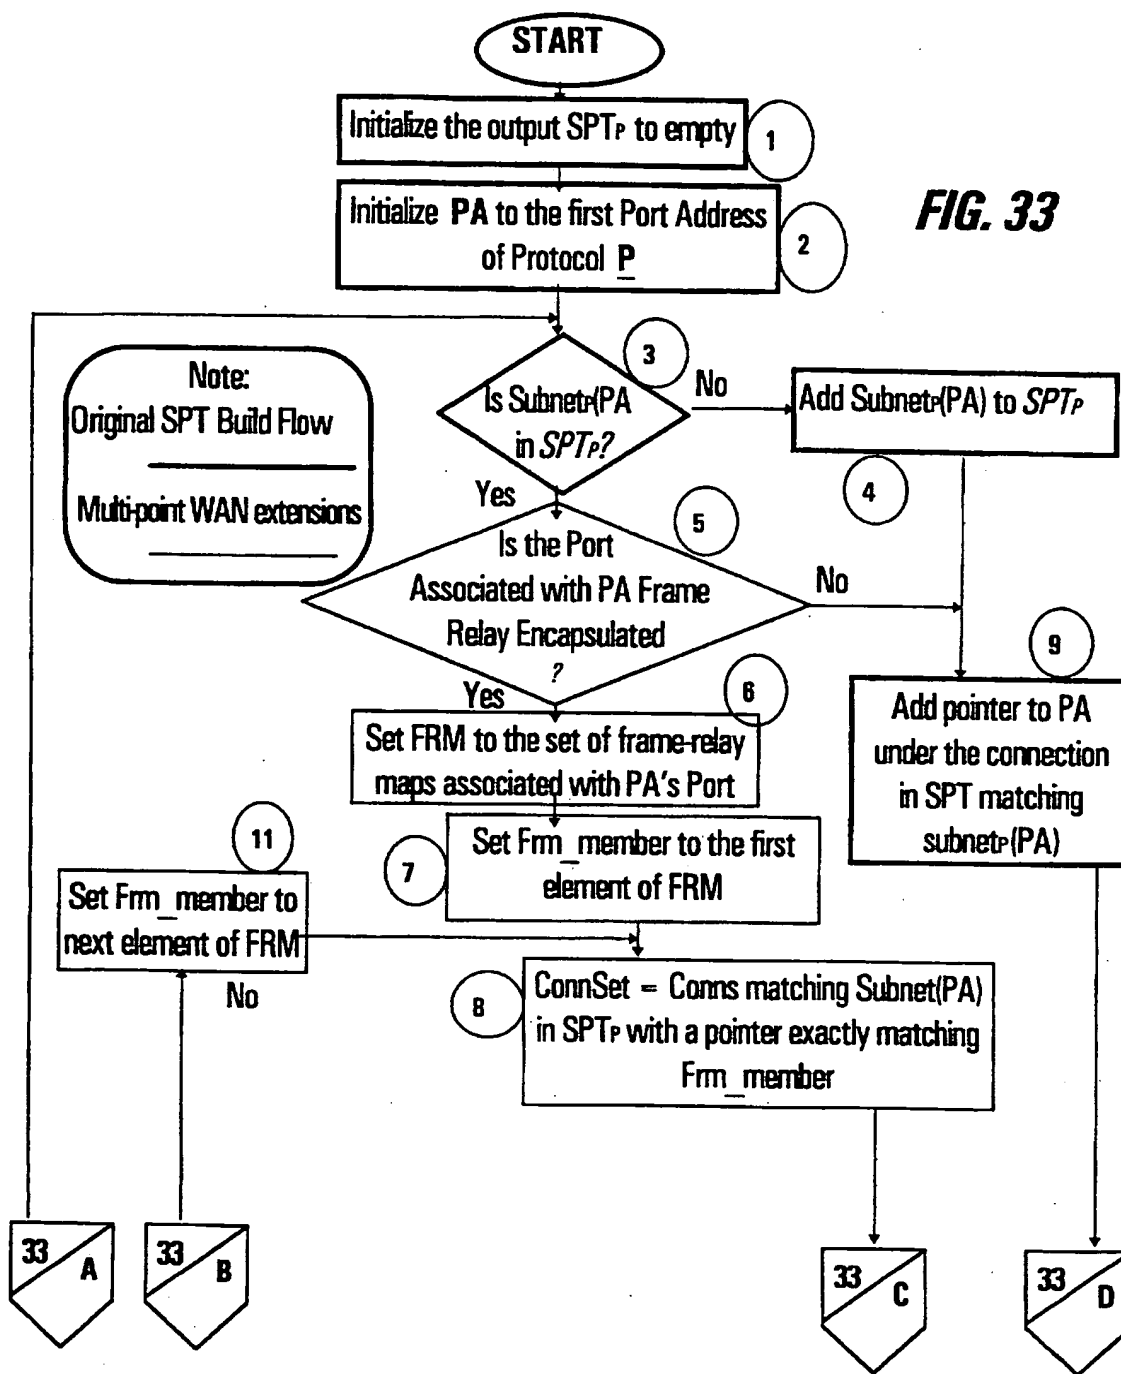 START
Initialize the output SPTP to empty
1
Initialize PA to the first Port Address
of Protocol P
2
FIG. 33
3
Is SubnetP(PA
in SPTP?
No
Add SubnetP(PA) to SPTP
4
Note:
Original SPT Build Flow
Multi-point WAN extensions
Yes
5
Is the Port
Associated with PA Frame
Relay Encapsulated
?
No
Yes
6
Set FRM to the set of frame-relay
maps associated with PA's Port
9
Add pointer to PA
under the connection
in SPT matching
subnetP(PA)
7
Set Frm_member to the first
element of FRM
11
Set Frm_member to
next element of FRM
No
8
ConnSet = Conns matching Subnet(PA)
in SPTP with a pointer exactly matching
Frm_member
33
A
33
B
33
C
33
D